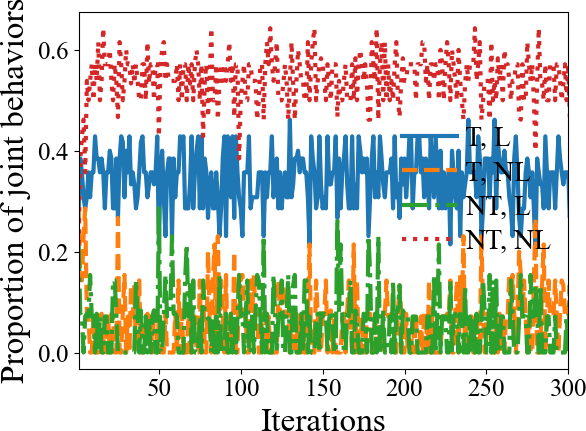 Proportion of joint behaviors
0.6
0.4
0.2
0.0
T, L
T, NL
NT, L
NT, NL
50
100
150
200
250
300
Iterations